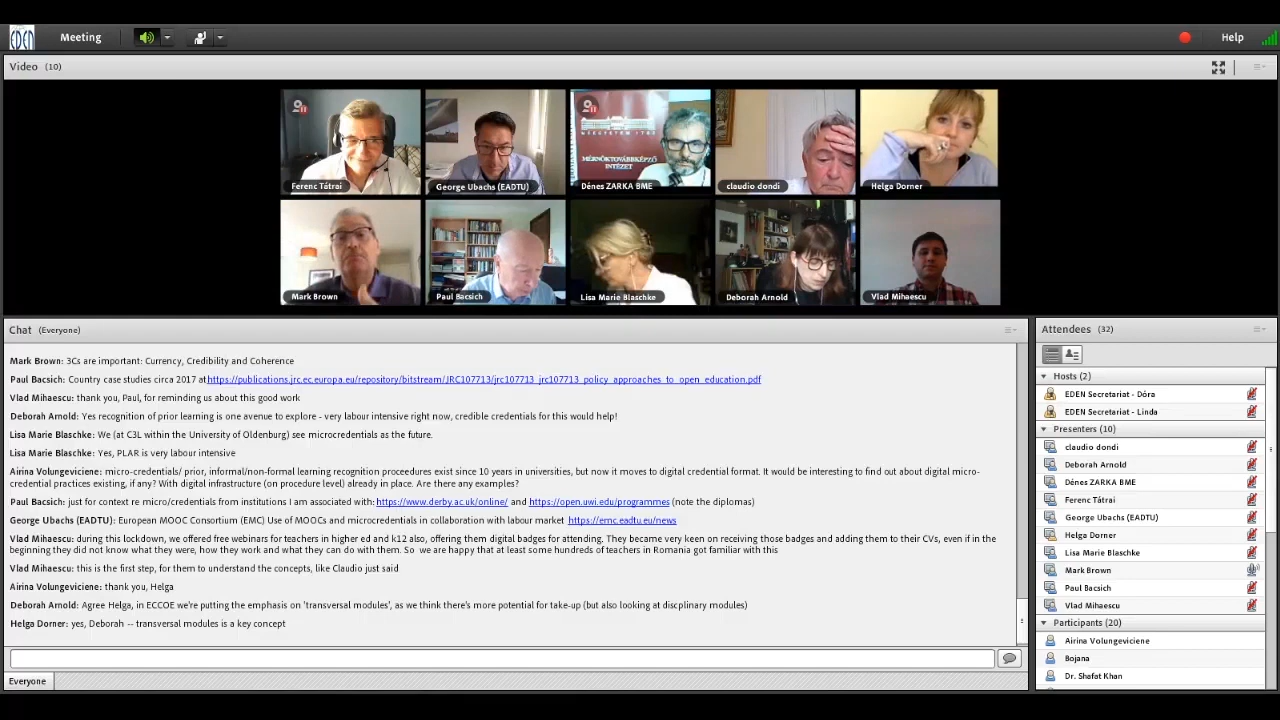 EDEN
Meeting
Help
Video (10)
MÉRNÖKTOVÁBBKÉPZŐ
INTÉZET
Ferenc Tátrai
George Ubachs (EADTU)
Dénes ZARKA BME
claudio dondi
Helga Dorner
Mark Brown
Paul Bacsich
Lisa Marie Blaschke
Deborah Arnold
Vlad Mihaescu
Chat (Everyone)
Mark Brown: 3Cs are important: Currency, Credibility and Coherence
Paul Bacsich: Country case studies circa 2017 at https://publications.jrc.ec.europa.eu/repository/bitstream/JRC107713/jrc107713_jrc107713_policy_approaches_to_open_education.pdf
Vlad Mihaescu: thank you, Paul, for reminding us about this good work
Deborah Arnold: Yes recognition of prior learning is one avenue to explore - very labour intensive right now, credible credentials for this would help!
Lisa Marie Blaschke: We (at C3L within the University of Oldenburg) see microcredentials as the future.
Lisa Marie Blaschke: Yes, PLAR is very labour intensive
Airina Volungeviciene: micro-credentials/ prior, informal/non-formal learning recognition proceedures exist since 10 years in universities, but now it moves to digital credential format. It would be interesting to find out about digital micro-
credential practices existing, if any? With digital infrastructure (on procedure level) already in place. Are there any examples?
Paul Bacsich: just for context re micro/credentials from institutions I am associated with: https://www.derby.ac.uk/online/ and https://open.uwi.edu/programmes (note the diplomas)
George Ubachs (EADTU): European MOOC Consortium (EMC) Use of MOOCs and microcredentials in collaboration with labour market https://emc.eadtu.eu/news
Vlad Mihaescu: during this lockdown, we offered free webinars for teachers in higher ed and k12 also, offering them digital badges for attending. They became very keen on receiving those badges and adding them to their CVs, even if in the
beginning they did not know what they were, how they work and what they can do with them. So we are happy that at least some hundreds of teachers in Romania got familiar with this
Vlad Mihaescu: this is the first step, for them to understand the concepts, like Claudio just said
Airina Volungeviciene: thank you, Helga
Deborah Arnold: Agree Helga, in ECCOE we're putting the emphasis on 'transversal modules', as we think there's more potential for take-up (but also looking at discplinary modules)
Helga Dorner: yes, Deborah -- transversal modules is a key concept
Everyone
Attendees (32)
Hosts (2)
EDEN Secretariat - Dóra
EDEN Secretariat - Linda
Presenters (10)
claudio dondi
Deborah Arnold
Dénes ZARKA BME
Ferenc Tátrai
George Ubachs (EADTU)
Helga Dorner
Lisa Marie Blaschke
Mark Brown
Paul Bacsich
Vlad Mihaescu
Participants (20)
Airina Volungeviciene
Bojana
Dr. Shafat Khan